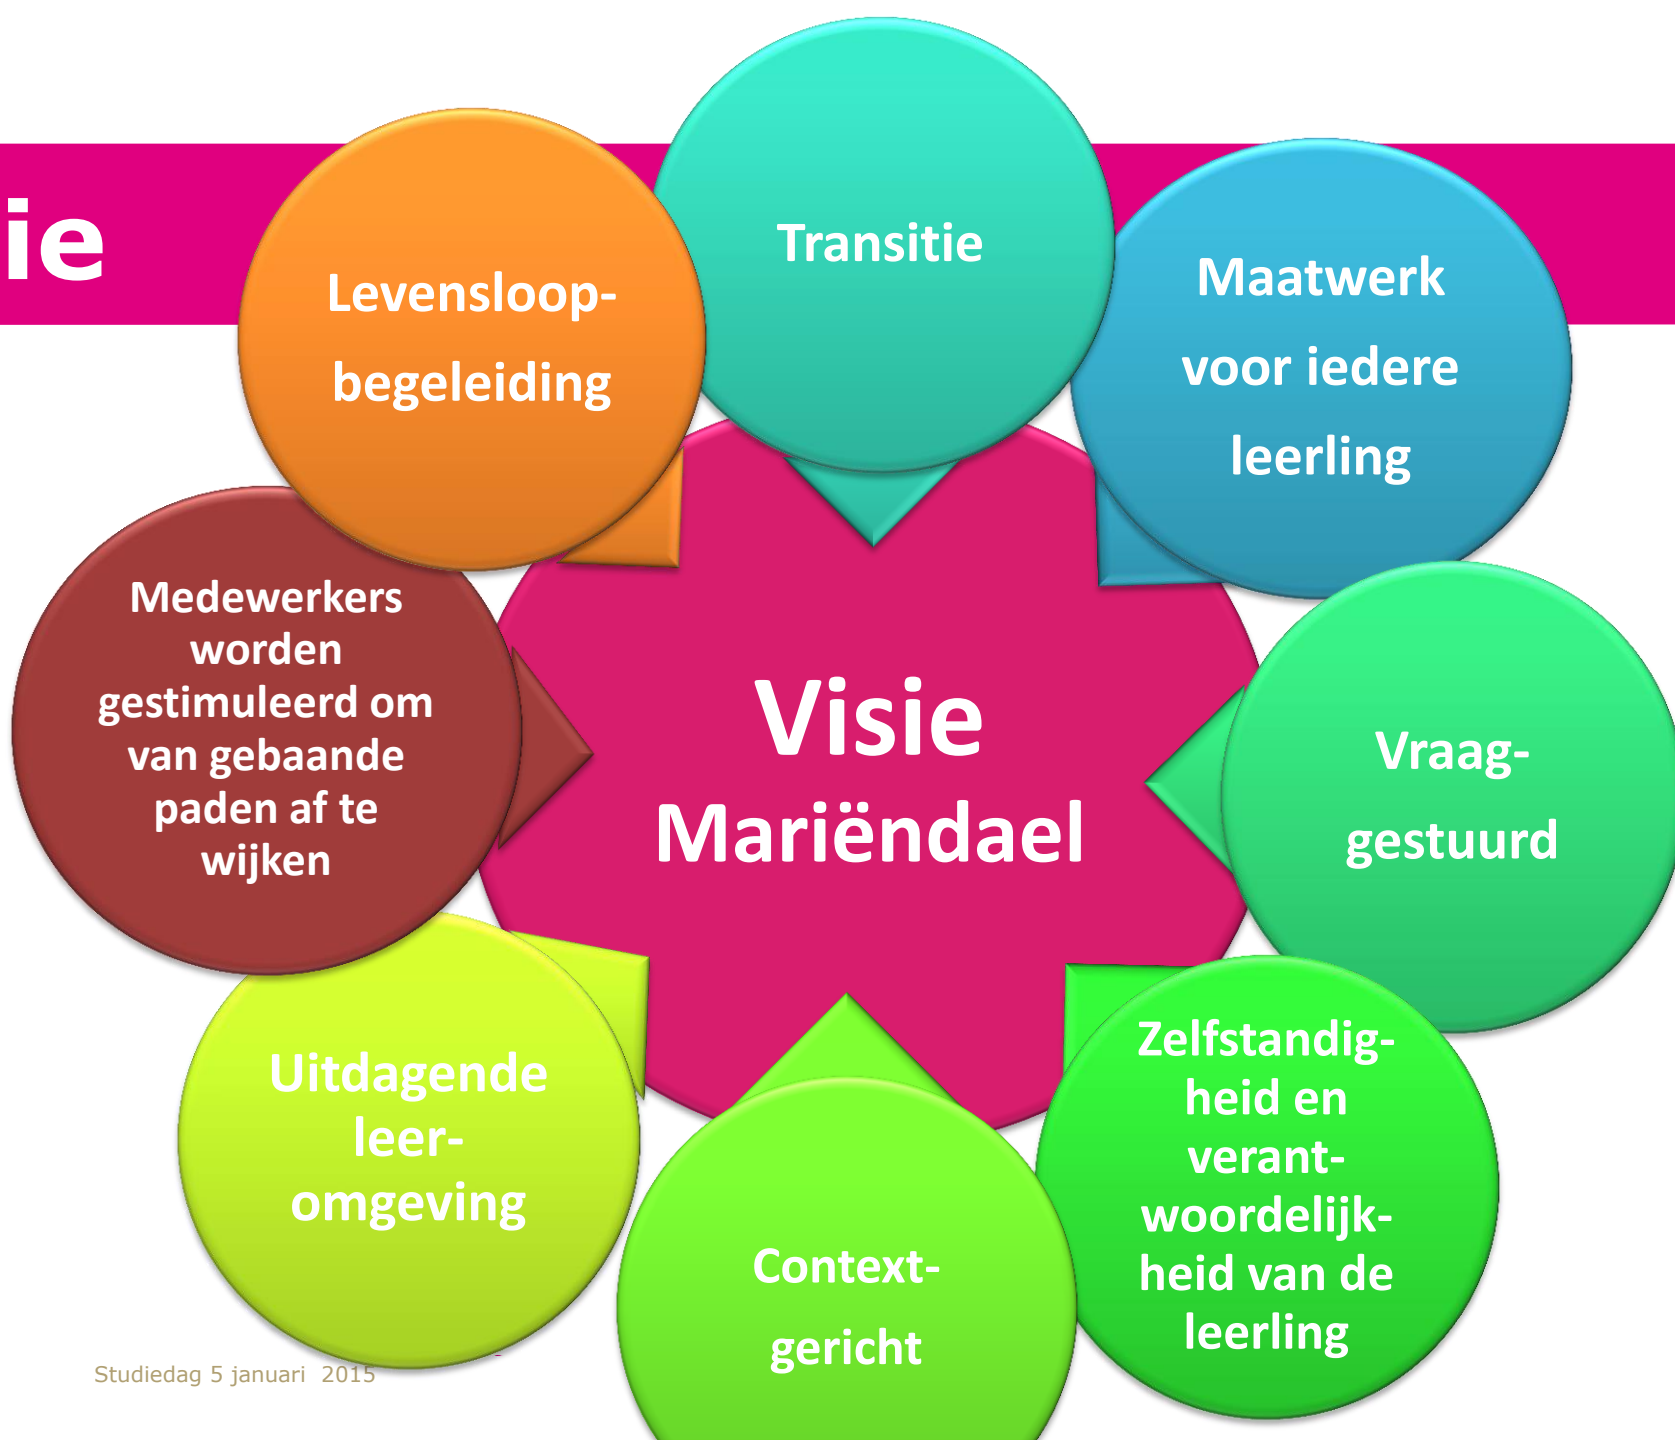 ie
Transitie
Maatwerk
voor iedere
leerling
Vraag-
gestuurd
Zelfstandig-
heid en
verant-
woordelijk-
heid van de
leerling
Context-
gericht
Uitdagende
leer-
omgeving
Medewerkers
worden
gestimuleerd om
van gebaande
paden af te
wijken
Levensloop-
begeleiding
Visie
Mariëndael
Studiedag 5 januari  2015